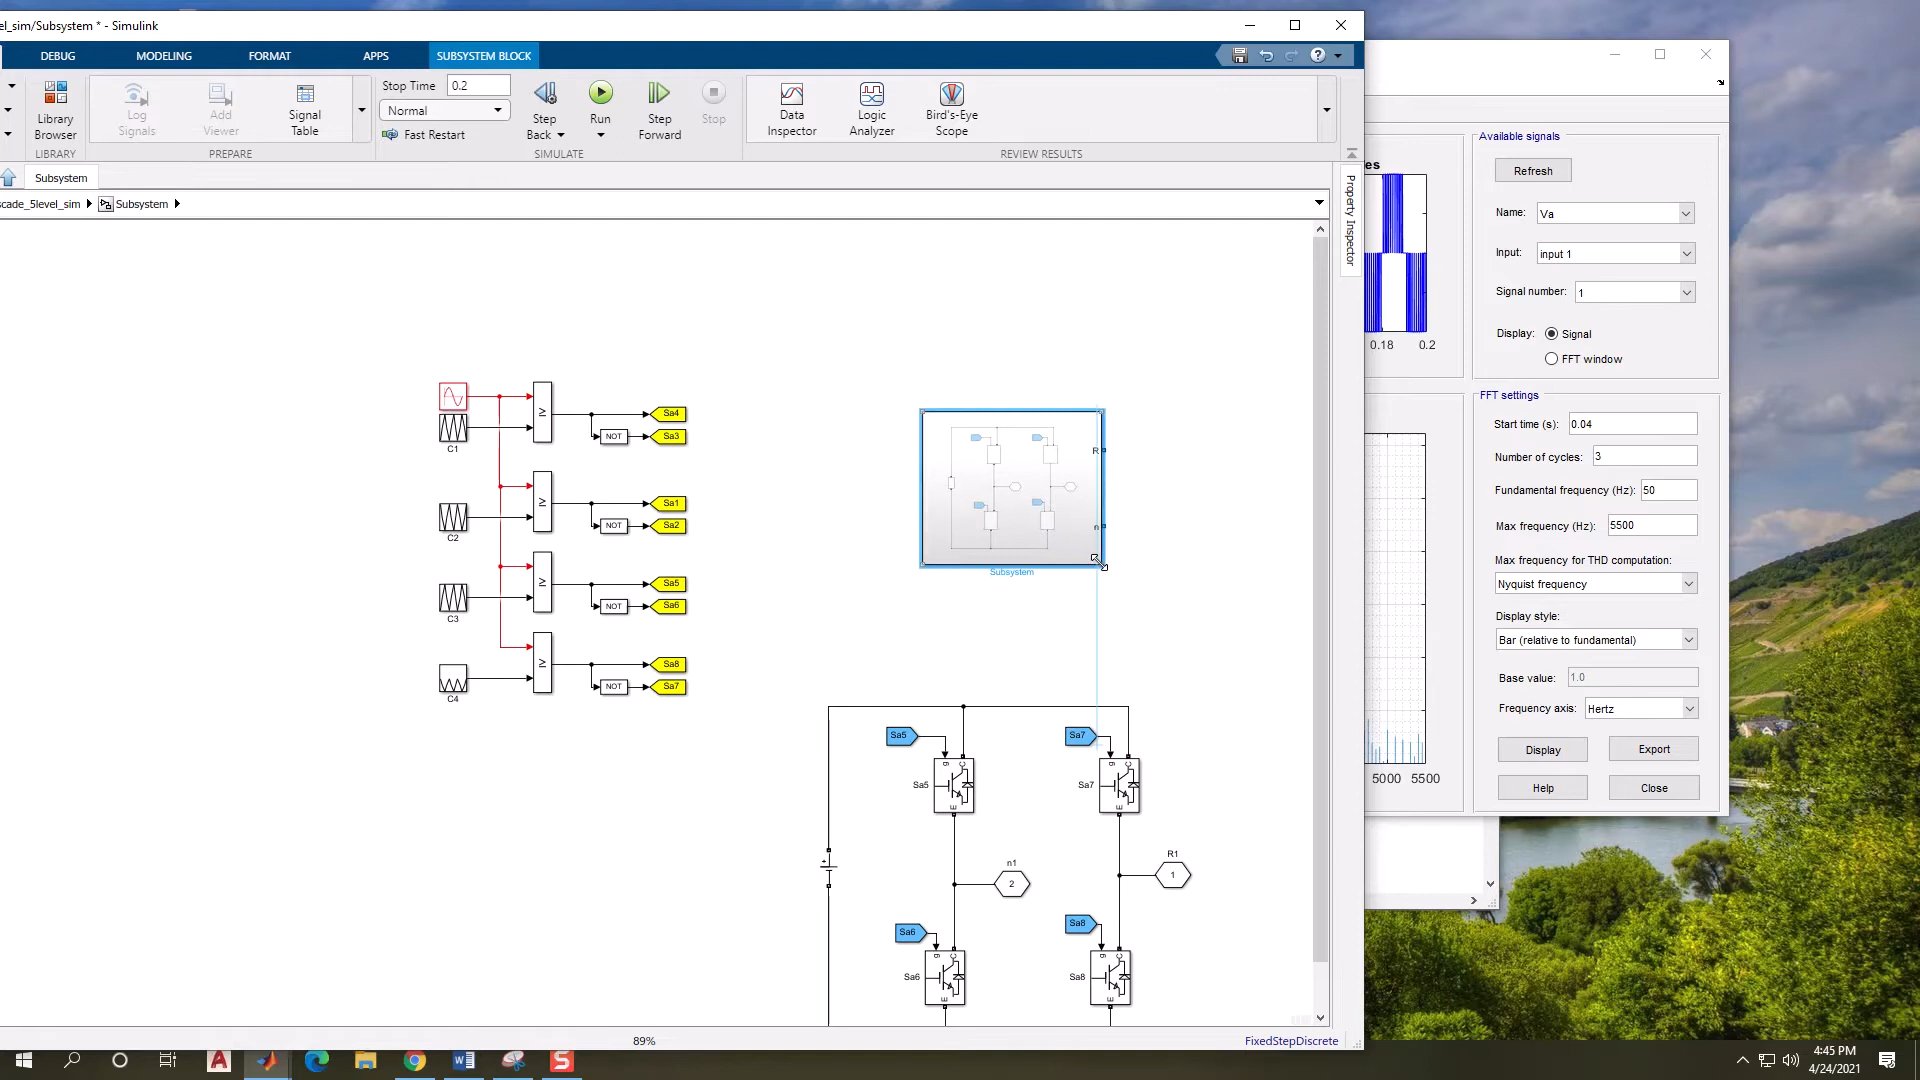 el_sim/Subsystem * - Simulink
DEBUG
MODELING
FORMAT
APPS
SUBSYSTEM BLOCK
Library
Browser
Log
Signals
Add
Viewer
Signal
Table
Stop Time 0.2
Normal
Fast Restart
Step
Back
Run
Step
Forward
Stop
Data
Inspector
Logic
Analyzer
Bird's-Eye
Scope
LIBRARY
PREPARE
SIMULATE
REVIEW RESULTS
Subsystem
cade_5level_sim
Subsystem
Property Inspector
C1
NOT
Sa4
Sa3
C2
NOT
Sa1
Sa2
C3
NOT
Sa5
Sa6
C4
NOT
Sa8
Sa7
R
n
Subsystem
Sa5
Sa7
g
C
Sa5
E
g
C
Sa7
E
n1
2
R1
1
Sa6
Sa8
g
C
Sa6
E
g
C
Sa8
E
89%
FixedStepDiscrete
es
0.18
0.2
5000
5500
Available signals
Refresh
Name: Va
Input: input 1
Signal number: 1
Display:
Signal
FFT window
FFT settings
Start time (s): 0.04
Number of cycles: 3
Fundamental frequency (Hz): 50
Max frequency (Hz): 5500
Max frequency for THD computation:
Nyquist frequency
Display style:
Bar (relative to fundamental)
Base value: 1.0
Frequency axis: Hertz
Display
Export
Help
Close
4:45 PM
4/24/2021